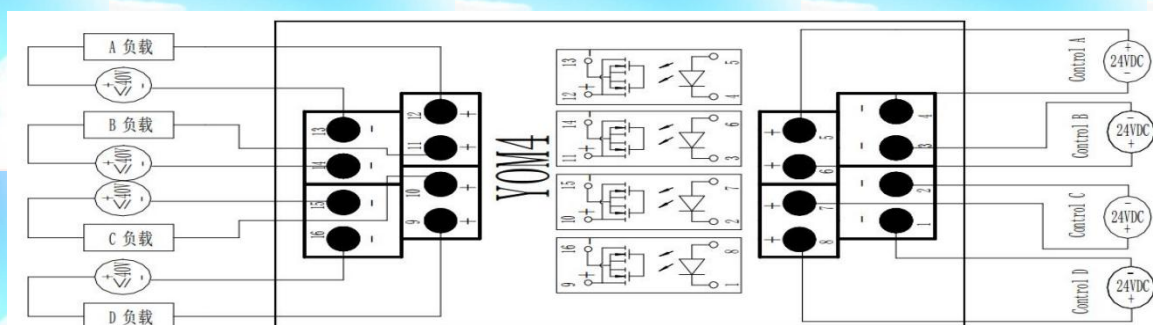 A 负载
+ ≤40V -
B 负载
+ ≤40V -
+ ≤40V -
C 负载
+ ≤40V -
D 负载
13 -
14 -
15 -
16 -
12 +
11 +
10 +
9 +
YOM4
13 - 12 + 5 4
14 - 11 + 6 3
15 - 10 + 7 2
16 - 9 + 8 1
+ 5
+ 6
+ 7
+ 8
- 4
- 3
- 2
- 1
Control A
+ 24VDC -
Control B
- 24VDC +
Control C
- 24VDC +
Control D
- 24VDC +